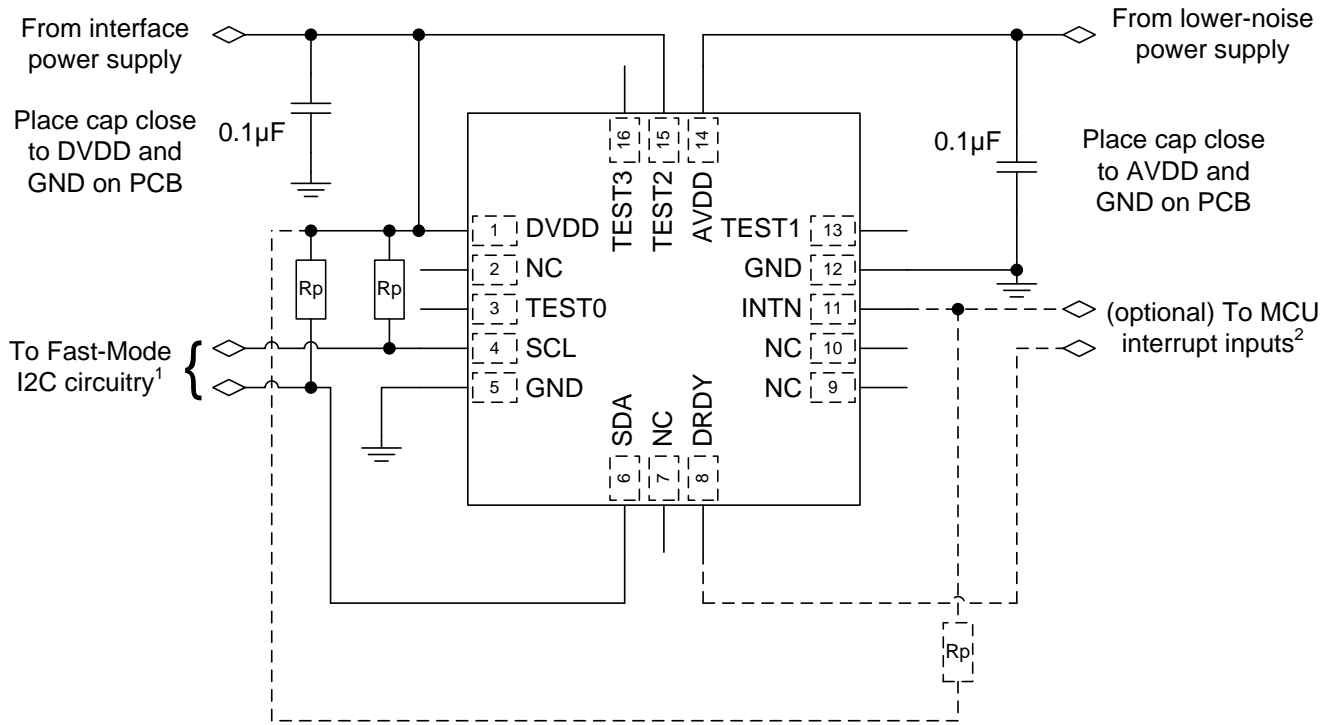 From interface
power supply
From lower-noise
power supply
Place cap close
to DVDD and
GND on PCB
0.1µF
0.1µF
Place cap close
to AVDD and
GND on PCB
16
15
14
TEST3
TEST2
AVDD
1
DVDD
TEST1
13
2
NC
GND
12
3
TEST0
INTN
11
4
SCL
NC
10
5
GND
NC
9
Rp
Rp
To Fast-Mode
I2C circuitry¹
{
(optional) To MCU
interrupt inputs²
SDA
NC
DRDY
6
7
8
Rp